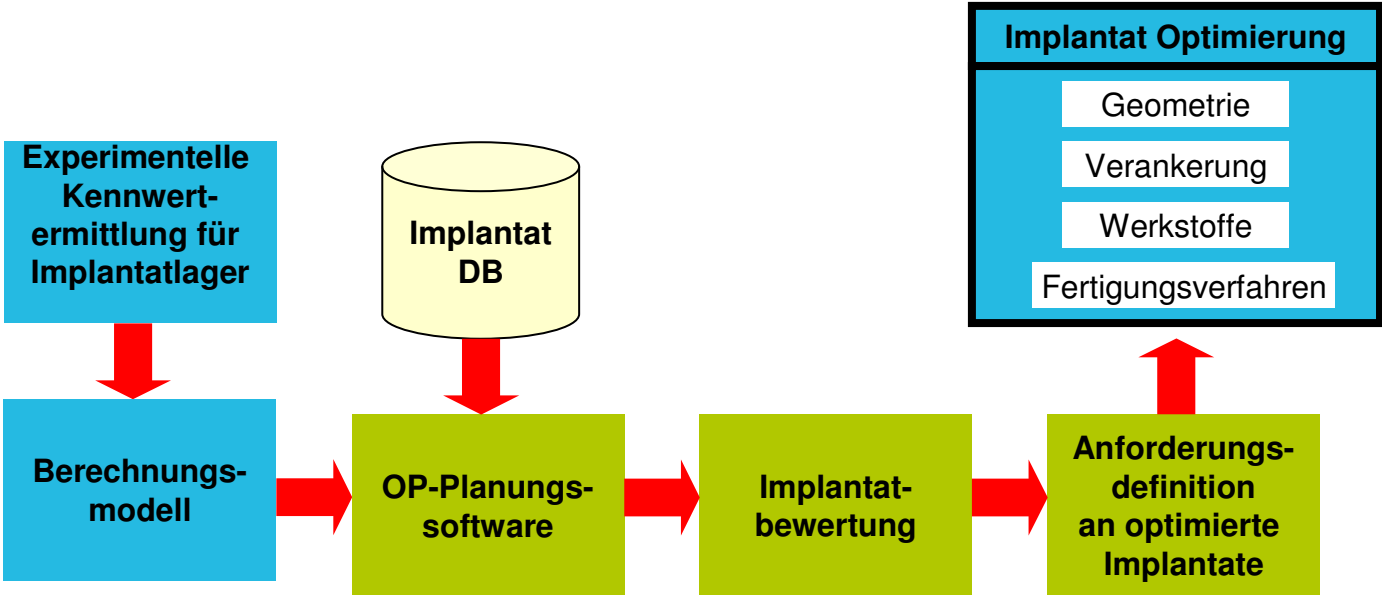 Implantat Optimierung
Geometrie
Verankerung
Werkstoffe
Fertigungsverfahren
Experimentelle
Kennwert-
ermittlung für
Implantatlager
Implantat
DB
Berechnungs-
modell
OP-Planungs-
software
Implantat-
bewertung
Anforderungs-
definition
an optimierte
Implantate